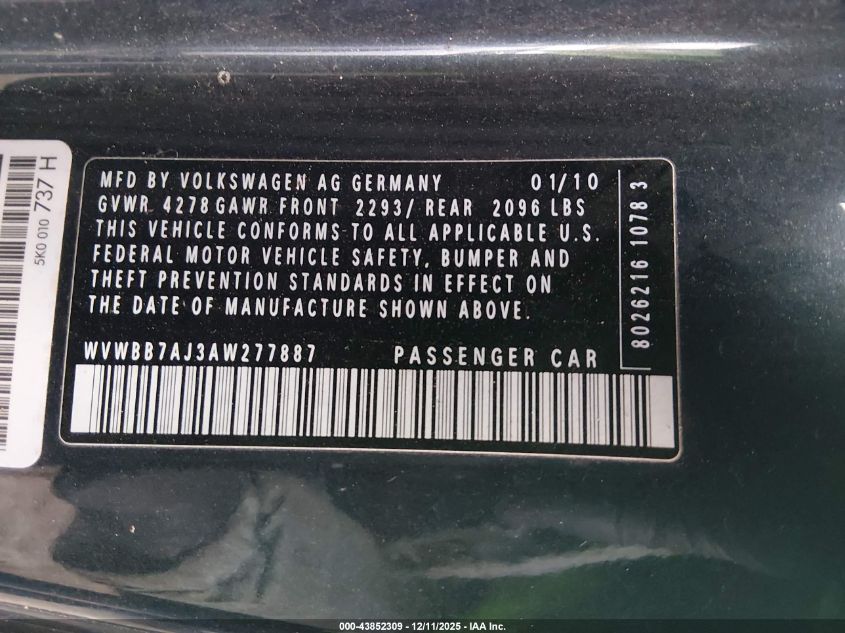 5K0 010 737 H
MFD BY VOLKSWAGEN AG GERMANY 01/10
GVWR 4278 GAWR FRONT 2293/ REAR 2096 LBS
THIS VEHICLE CONFORMS TO ALL APPLICABLE U.S.
FEDERAL MOTOR VEHICLE SAFETY, BUMPER AND
THEFT PREVENTION STANDARDS IN EFFECT ON
THE DATE OF MANUFACTURE SHOWN ABOVE.
WVWBB7AJ3AW277887 PASSENGER CAR
8026216 1078 3
000-43852309 - 12/11/2025 - IAA Inc.